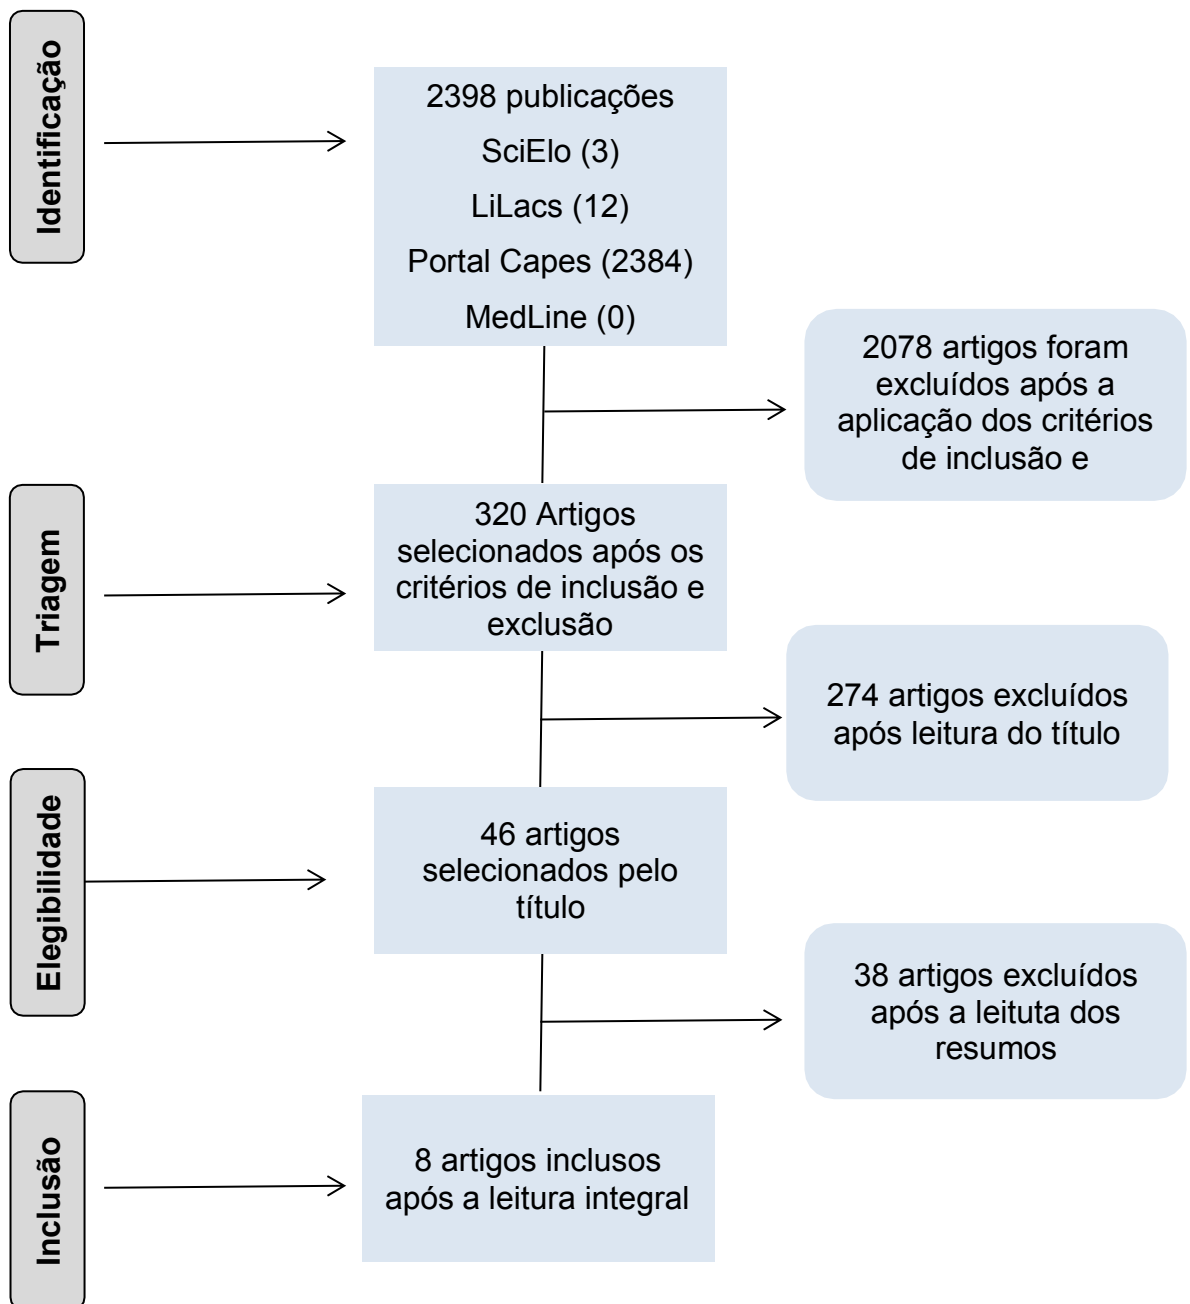 Identificação
2398 publicações
SciElo (3)
LiLacs (12)
Portal Capes (2384)
MedLine (0)
2078 artigos foram
excluídos após a
aplicação dos critérios
de inclusão e
Triagem
320 Artigos
selecionados após os
critérios de inclusão e
exclusão
274 artigos excluídos
após leitura do título
Elegibilidade
46 artigos
selecionados pelo
título
38 artigos excluídos
após a leituta dos
resumos
Inclusão
8 artigos inclusos
após a leitura integral